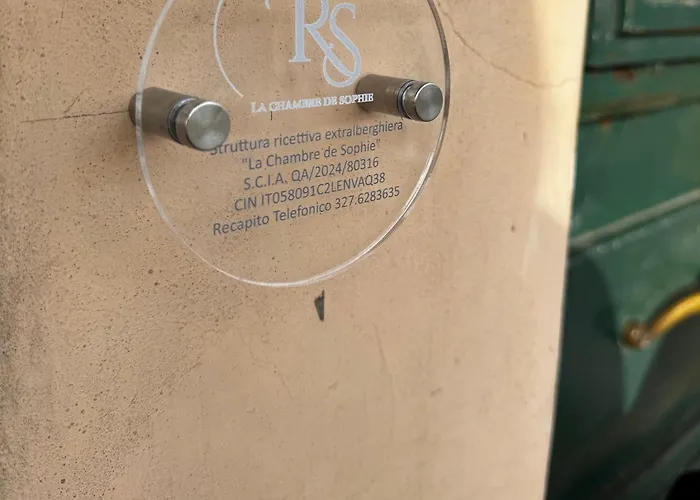 RS
LA CHAMBRE DE SOPHIE
Struttura ricettiva extralberghiera
"La Chambre de Sophie"
S.C.I.A. QA/2024/80316
CIN IT058091C2LENVAQ38
Recapito Telefonico 327.6283635